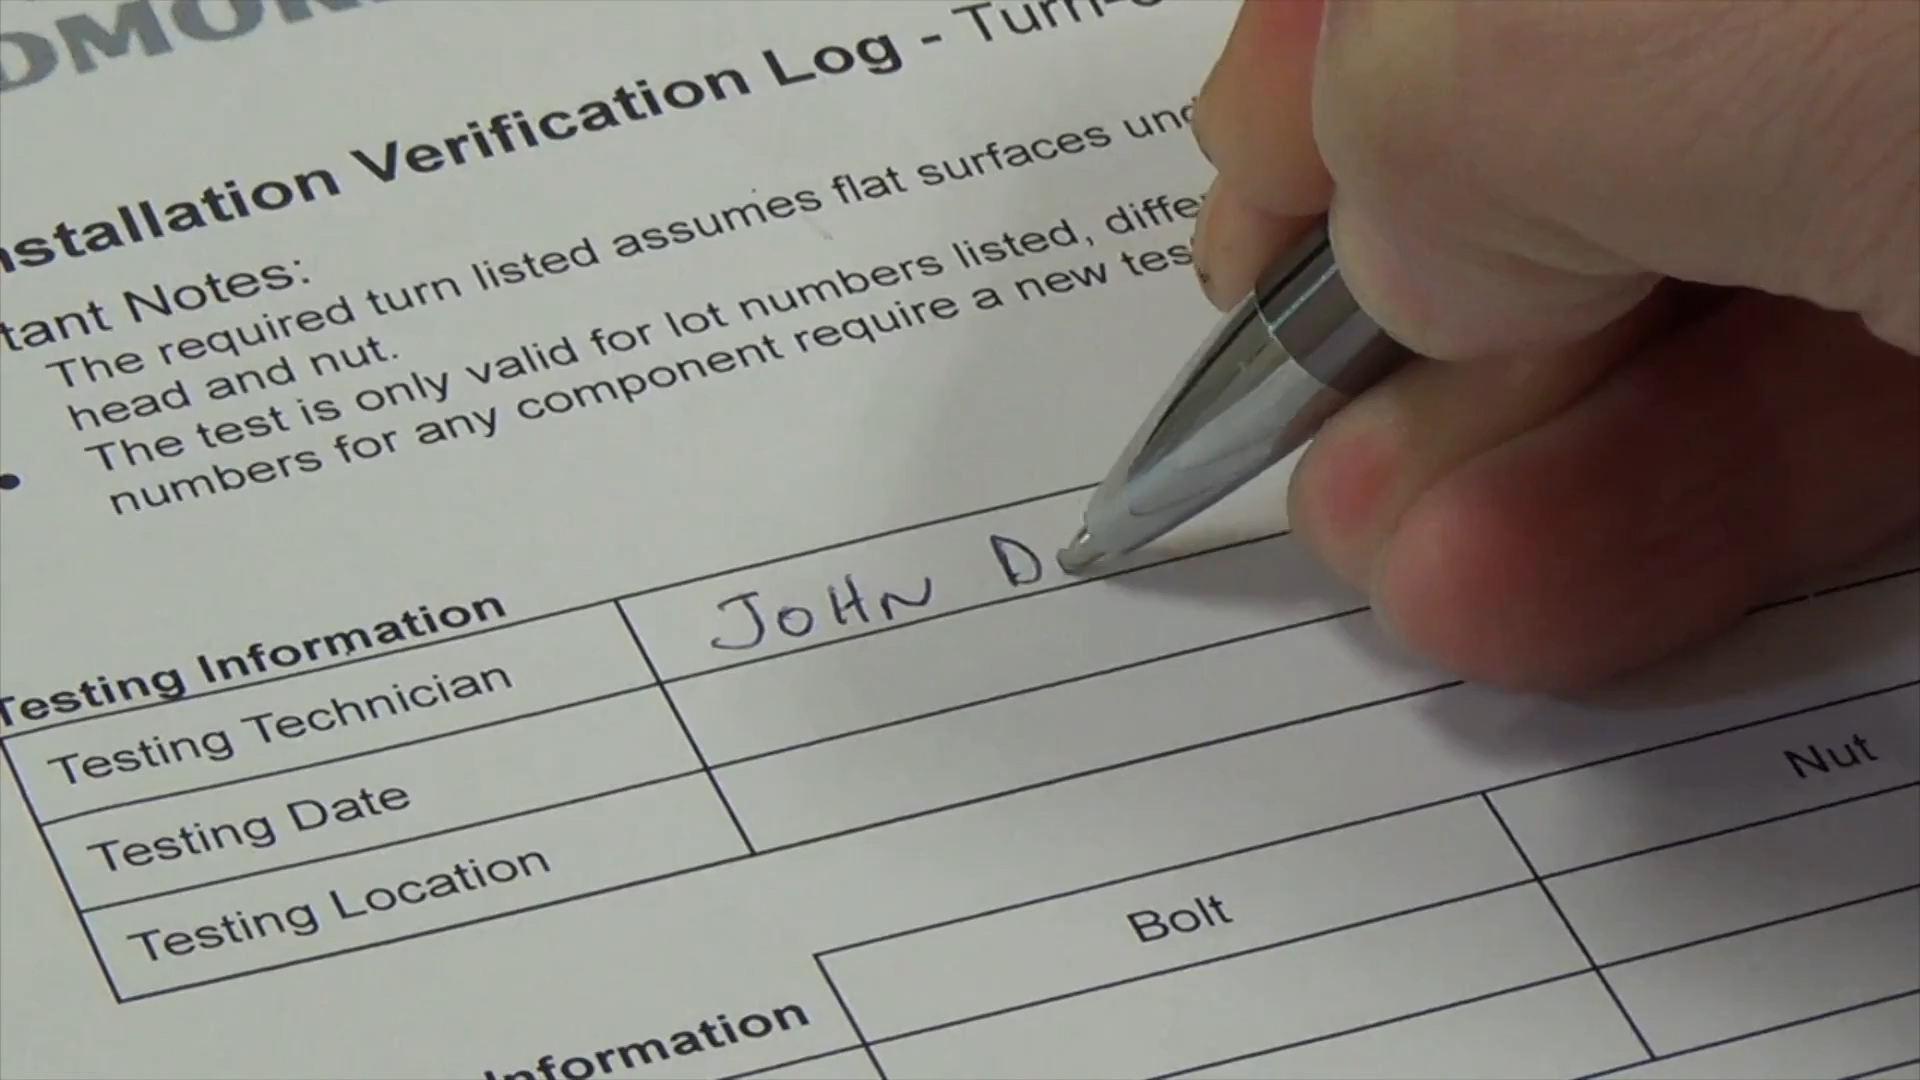 Installation Verification Log - Turn-
tant Notes:
The required turn listed assumes flat surfaces und
head and nut.
• The test is only valid for lot numbers listed, diffe
numbers for any component require a new tes
Testing Information
Testing Technician JOHN D
Testing Date
Testing Location
Bolt Nut
Information